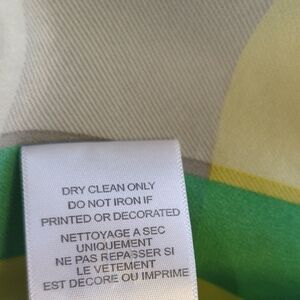 DRY CLEAN ONLY
DO NOT IRON IF
PRINTED OR DECORATED
NETTOYAGE A SEC
UNIQUEMENT
NE PAS REPASSER SI
LE VETEMENT
EST DECORE OU IMPRIME